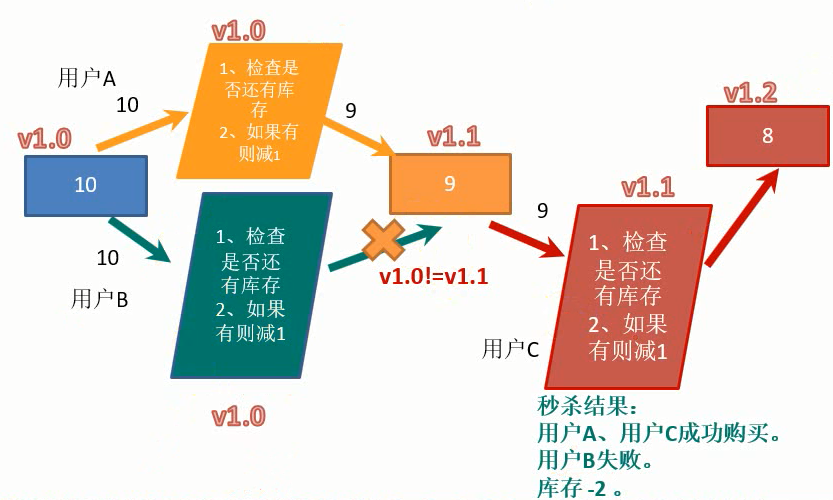 v1.0
用户A
10
1、检查是
否还有库
存
2、如果有
则减1
9
v1.0
10
v1.1
9
v1.2
8
10
用户B
1、检查
是否还
有库存
2、如果
有则减1
v1.0
v1.0!=v1.1
9
v1.1
1、检查
是否还
有库存
2、如果
有则减1
用户C
秒杀结果：
用户A、用户C成功购买。
用户B失败。
库存 -2 。